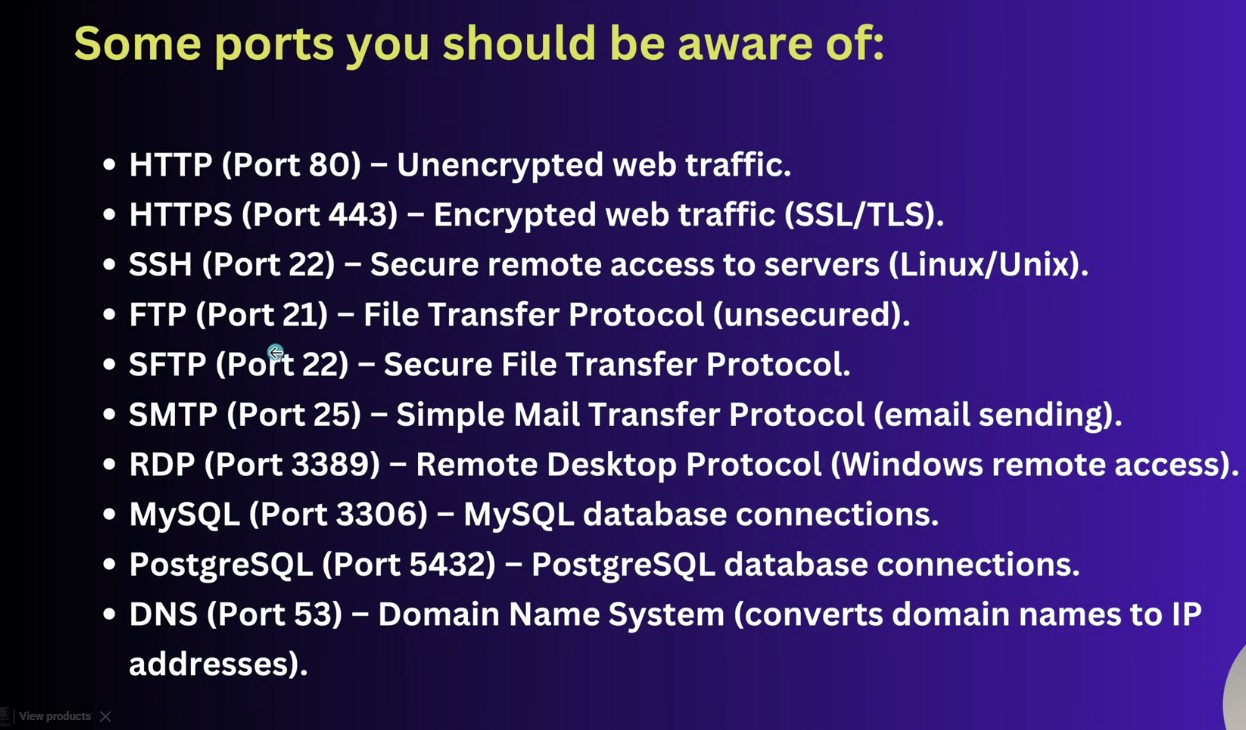 Some ports you should be aware of:
• HTTP (Port 80) – Unencrypted web traffic.
• HTTPS (Port 443) – Encrypted web traffic (SSL/TLS).
• SSH (Port 22) – Secure remote access to servers (Linux/Unix).
• FTP (Port 21) – File Transfer Protocol (unsecured).
• SFTP (Port 22) – Secure File Transfer Protocol.
• SMTP (Port 25) – Simple Mail Transfer Protocol (email sending).
• RDP (Port 3389) – Remote Desktop Protocol (Windows remote access).
• MySQL (Port 3306) – MySQL database connections.
• PostgreSQL (Port 5432) – PostgreSQL database connections.
• DNS (Port 53) – Domain Name System (converts domain names to IP
addresses).
View products